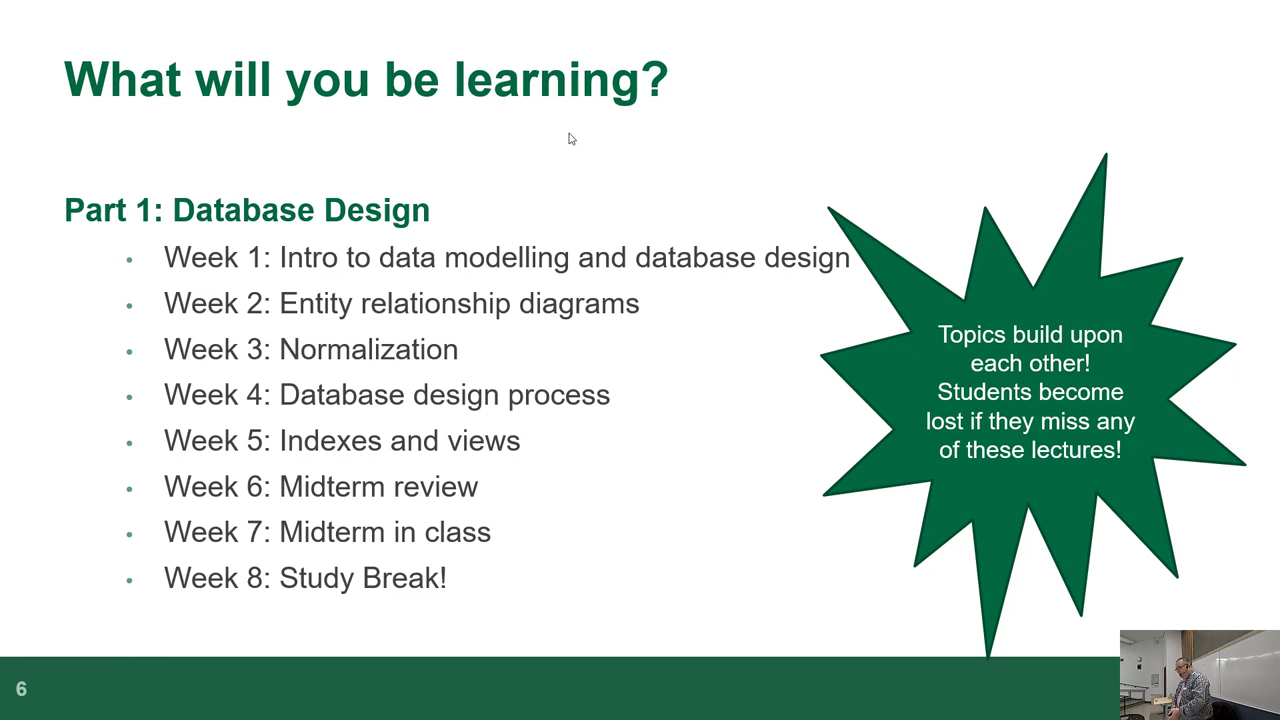 What will you be learning?
Part 1: Database Design
• Week 1: Intro to data modelling and database design
• Week 2: Entity relationship diagrams
• Week 3: Normalization
• Week 4: Database design process
• Week 5: Indexes and views
• Week 6: Midterm review
• Week 7: Midterm in class
• Week 8: Study Break!
Topics build upon
each other!
Students become
lost if they miss any
of these lectures!
6